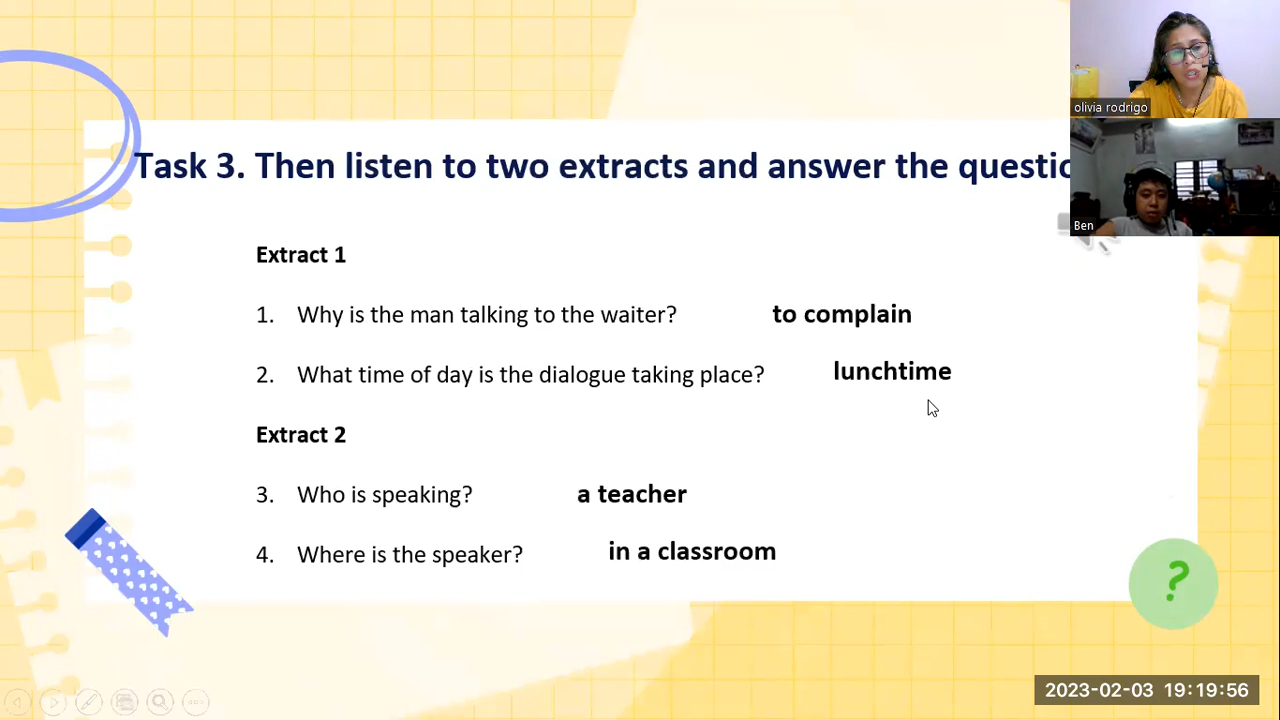 olivia rodrigo
Ben
Task 3. Then listen to two extracts and answer the questio
Extract 1
1. Why is the man talking to the waiter? to complain
2. What time of day is the dialogue taking place? lunchtime
Extract 2
3. Who is speaking? a teacher
4. Where is the speaker? in a classroom
?
2023-02-03 19:19:56